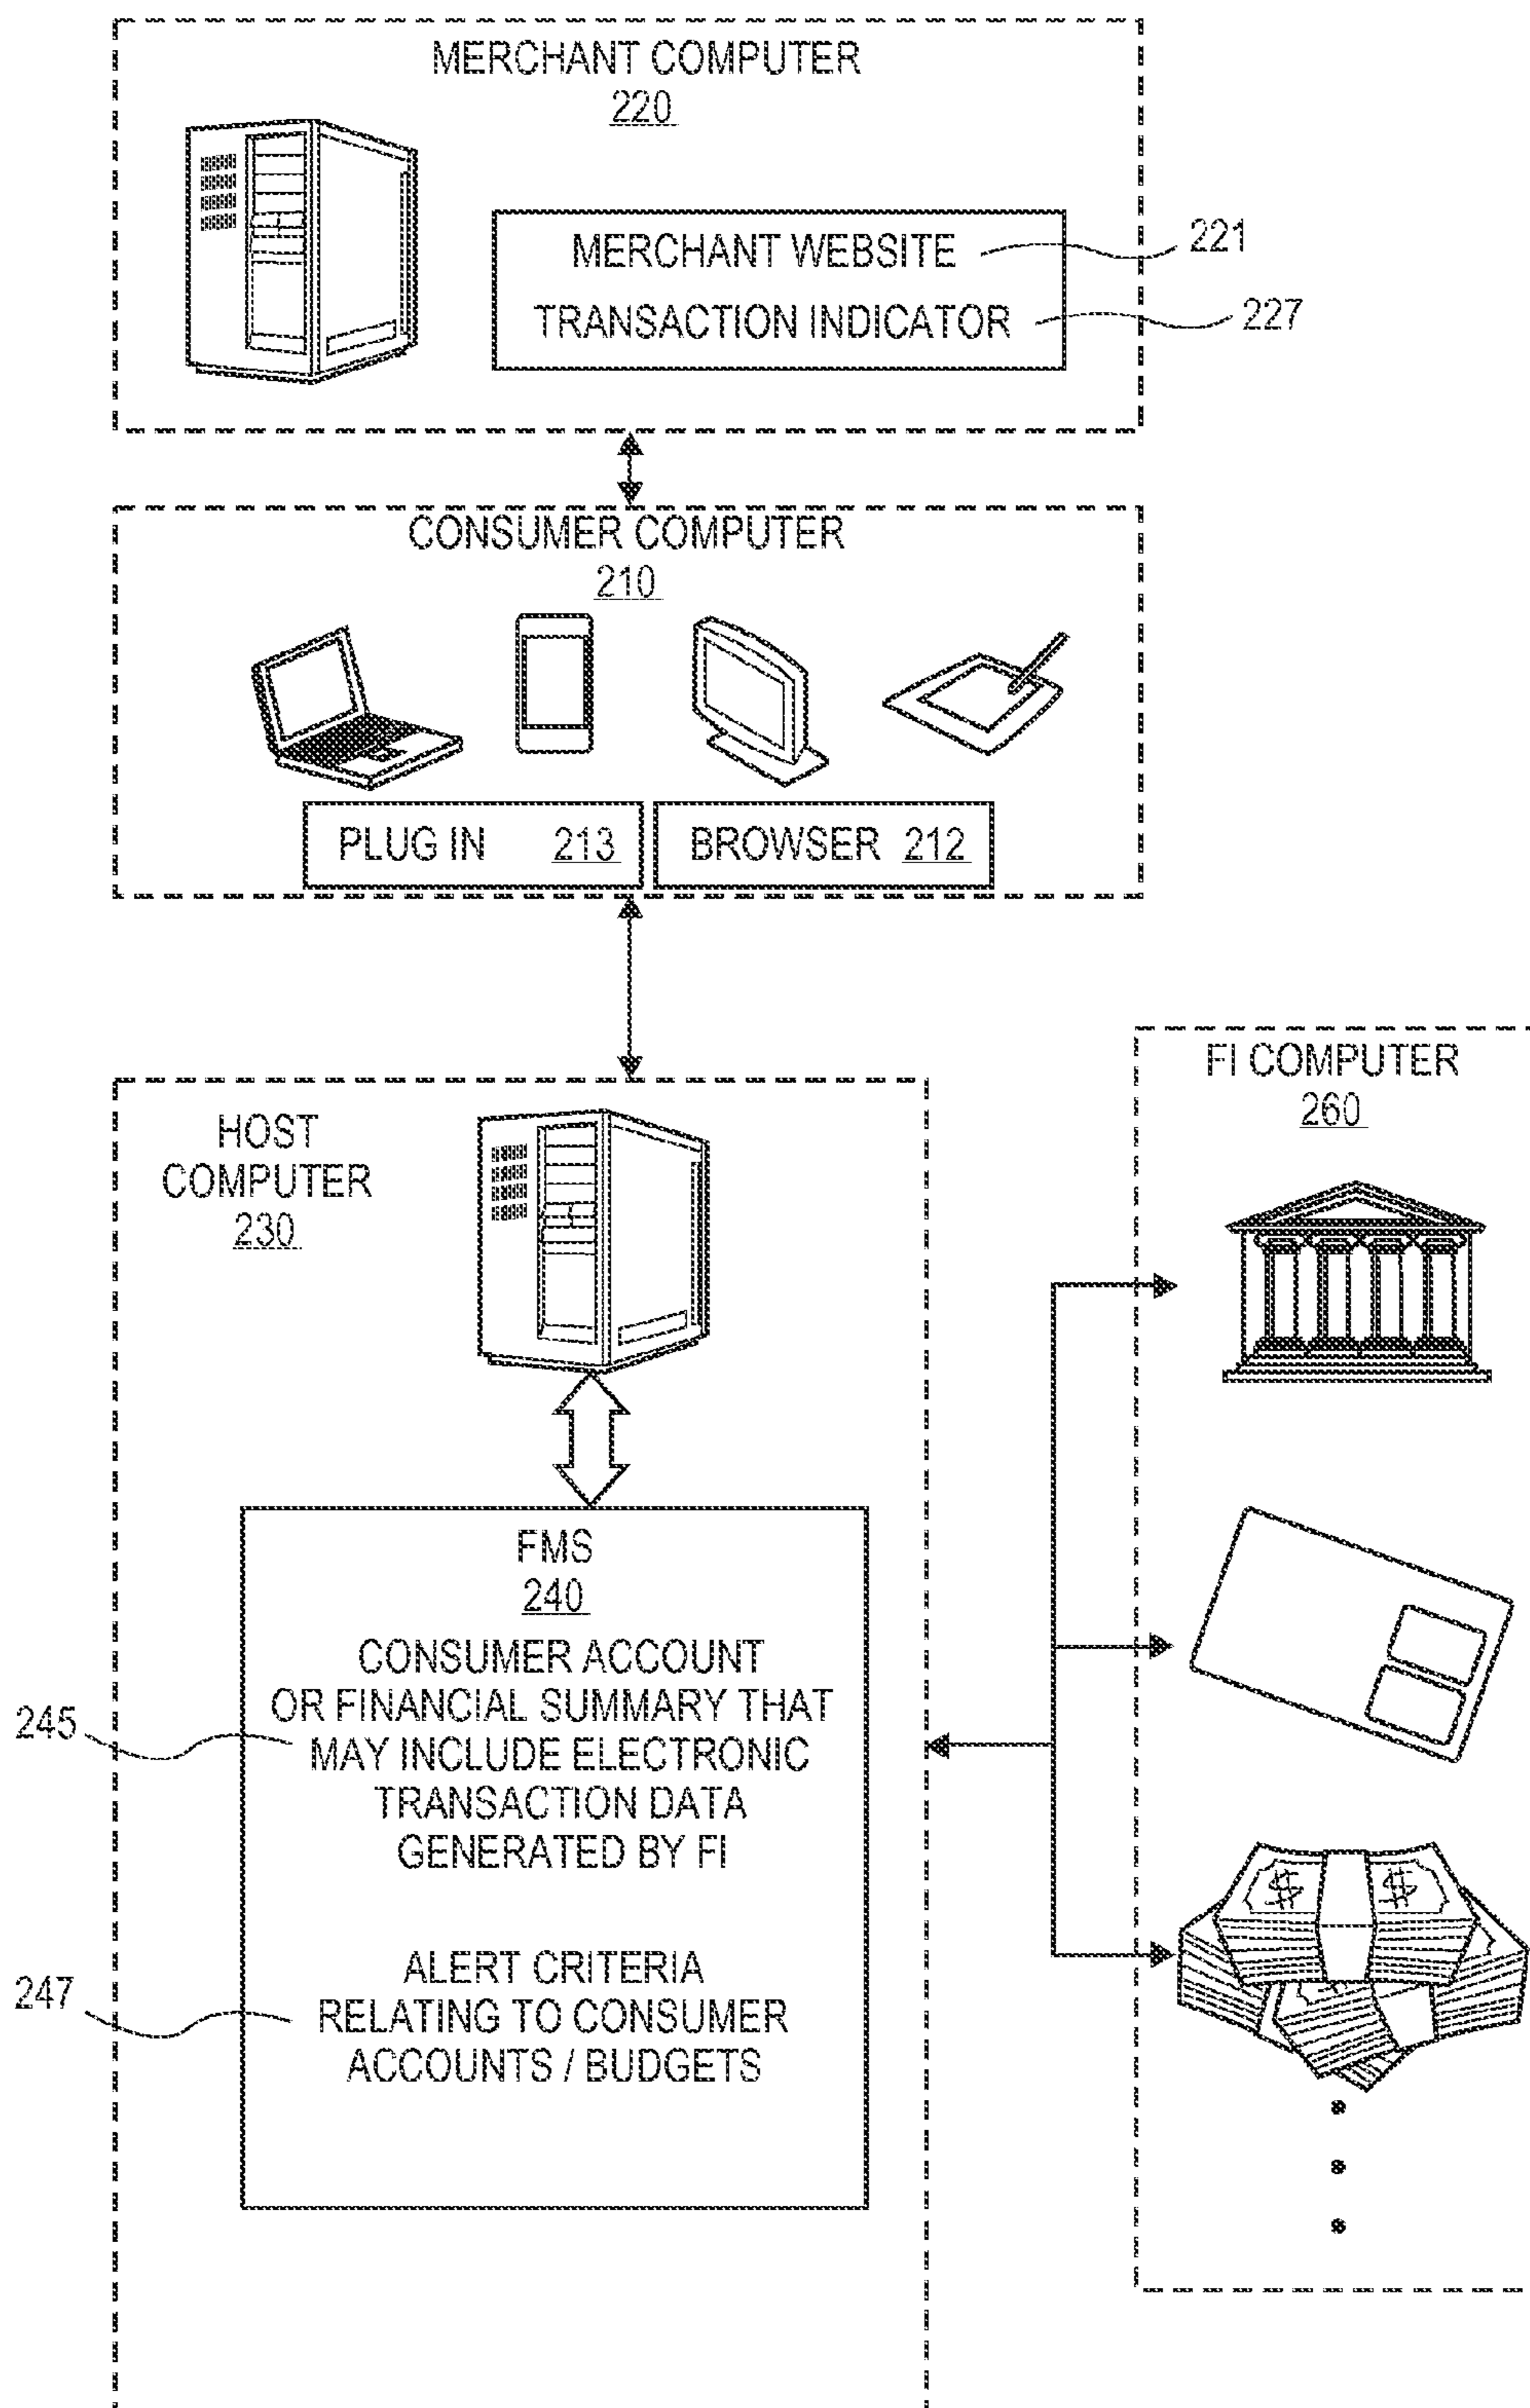 MERCHANT COMPUTER
220
MERCHANT WEBSITE
221
TRANSACTION INDICATOR
227
CONSUMER COMPUTER
210
PLUG IN 213
BROWSER 212
HOST
COMPUTER
230
FI COMPUTER
260
FMS
240
CONSUMER ACCOUNT
OR FINANCIAL SUMMARY THAT
MAY INCLUDE ELECTRONIC
TRANSACTION DATA
GENERATED BY FI
245
ALERT CRITERIA
RELATING TO CONSUMER
ACCOUNTS / BUDGETS
247
$ $